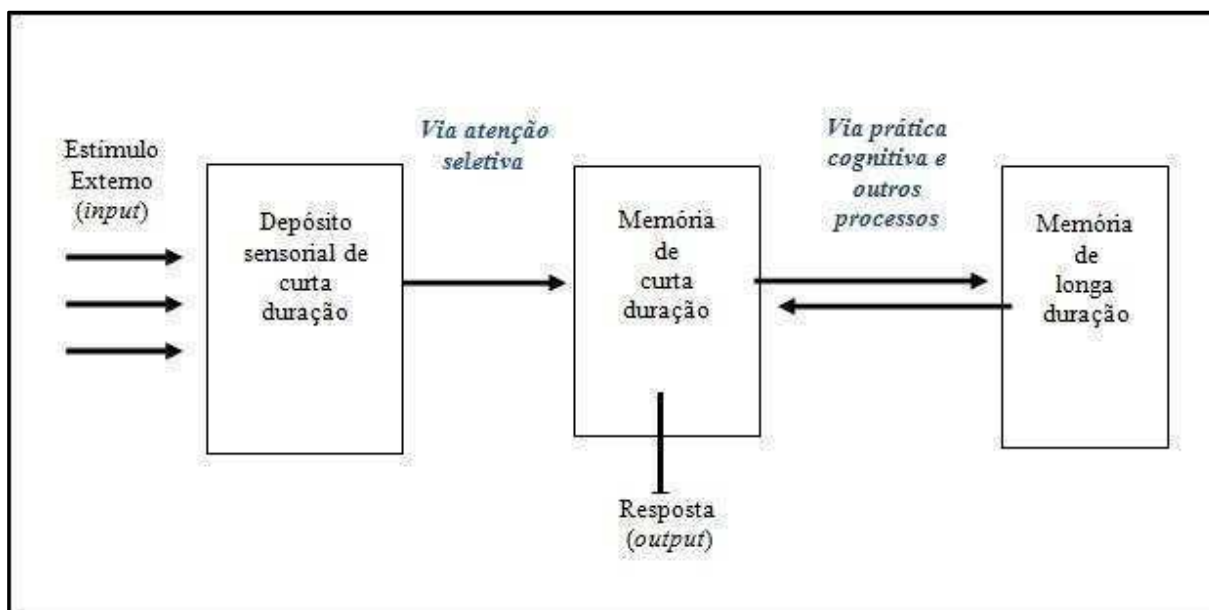 Estímulo
Externo
(input)
Depósito
sensorial de
curta
duração
Via atenção
seletiva
Memória
de
curta
duração
Via prática
cognitiva e
outros
processos
Memória
de
longa
duração
Resposta
(output)